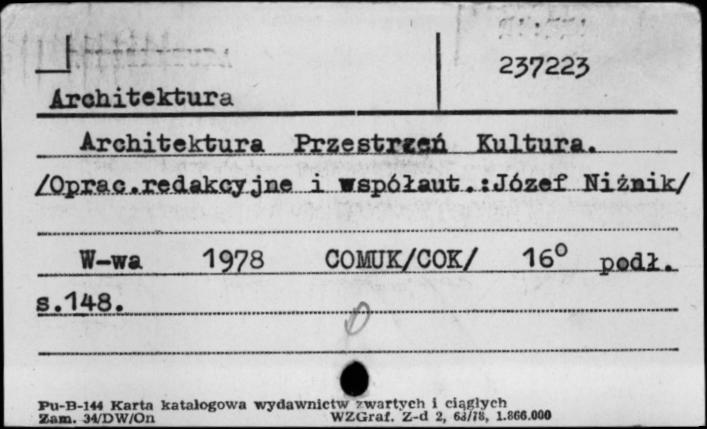 237223
Architektura
Architektura Przestrzeń Kultura.
/Oprac.redakcyjne i współaut.:Józef Niżnik/
W-wa 1978 COMUK/COK/ 16° podł.
s.148.
Pu-B-144 Karta katalogowa wydawnictw zwartych i ciągłych
Zam. 34/DW/On WZGraf. Z-d 2, 63/78, 1.866.000